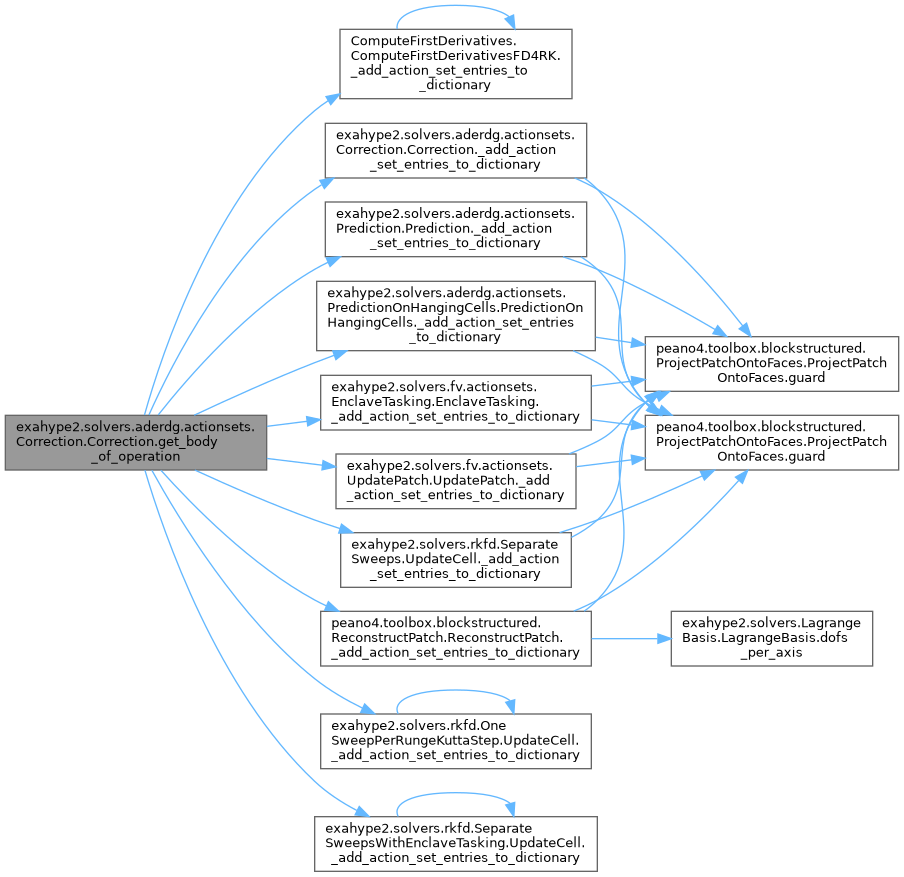 ComputeFirstDerivatives.
ComputeFirstDerivativesFD4RK.
_add_action_set_entries_to
_dictionary
exahype2.solvers.aderdg.actionsets.
Correction.Correction._add_action
_set_entries_to_dictionary
exahype2.solvers.aderdg.actionsets.
Prediction.Prediction._add_action
_set_entries_to_dictionary
exahype2.solvers.aderdg.actionsets.
PredictionOnHangingCells.PredictionOn
HangingCells._add_action_set_entries
_to_dictionary
peano4.toolbox.blockstructured.
ProjectPatchOntoFaces.ProjectPatch
OntoFaces.guard
exahype2.solvers.fv.actionsets.
EnclaveTasking.EnclaveTasking.
_add_action_set_entries_to_dictionary
exahype2.solvers.aderdg.actionsets.
Correction.Correction.get_body
_of_operation
peano4.toolbox.blockstructured.
ProjectPatchOntoFaces.ProjectPatch
OntoFaces.guard
exahype2.solvers.fv.actionsets.
UpdatePatch.UpdatePatch._add
_action_set_entries_to_dictionary
exahype2.solvers.rkfd.Separate
Sweeps.UpdateCell._add_action
_set_entries_to_dictionary
peano4.toolbox.blockstructured.
ReconstructPatch.ReconstructPatch.
_add_action_set_entries_to_dictionary
exahype2.solvers.Lagrange
Basis.LagrangeBasis.dofs
_per_axis
exahype2.solvers.rkfd.One
SweepPerRungeKuttaStep.UpdateCell.
_add_action_set_entries_to_dictionary
exahype2.solvers.rkfd.Separate
SweepsWithEnclaveTasking.UpdateCell.
_add_action_set_entries_to_dictionary